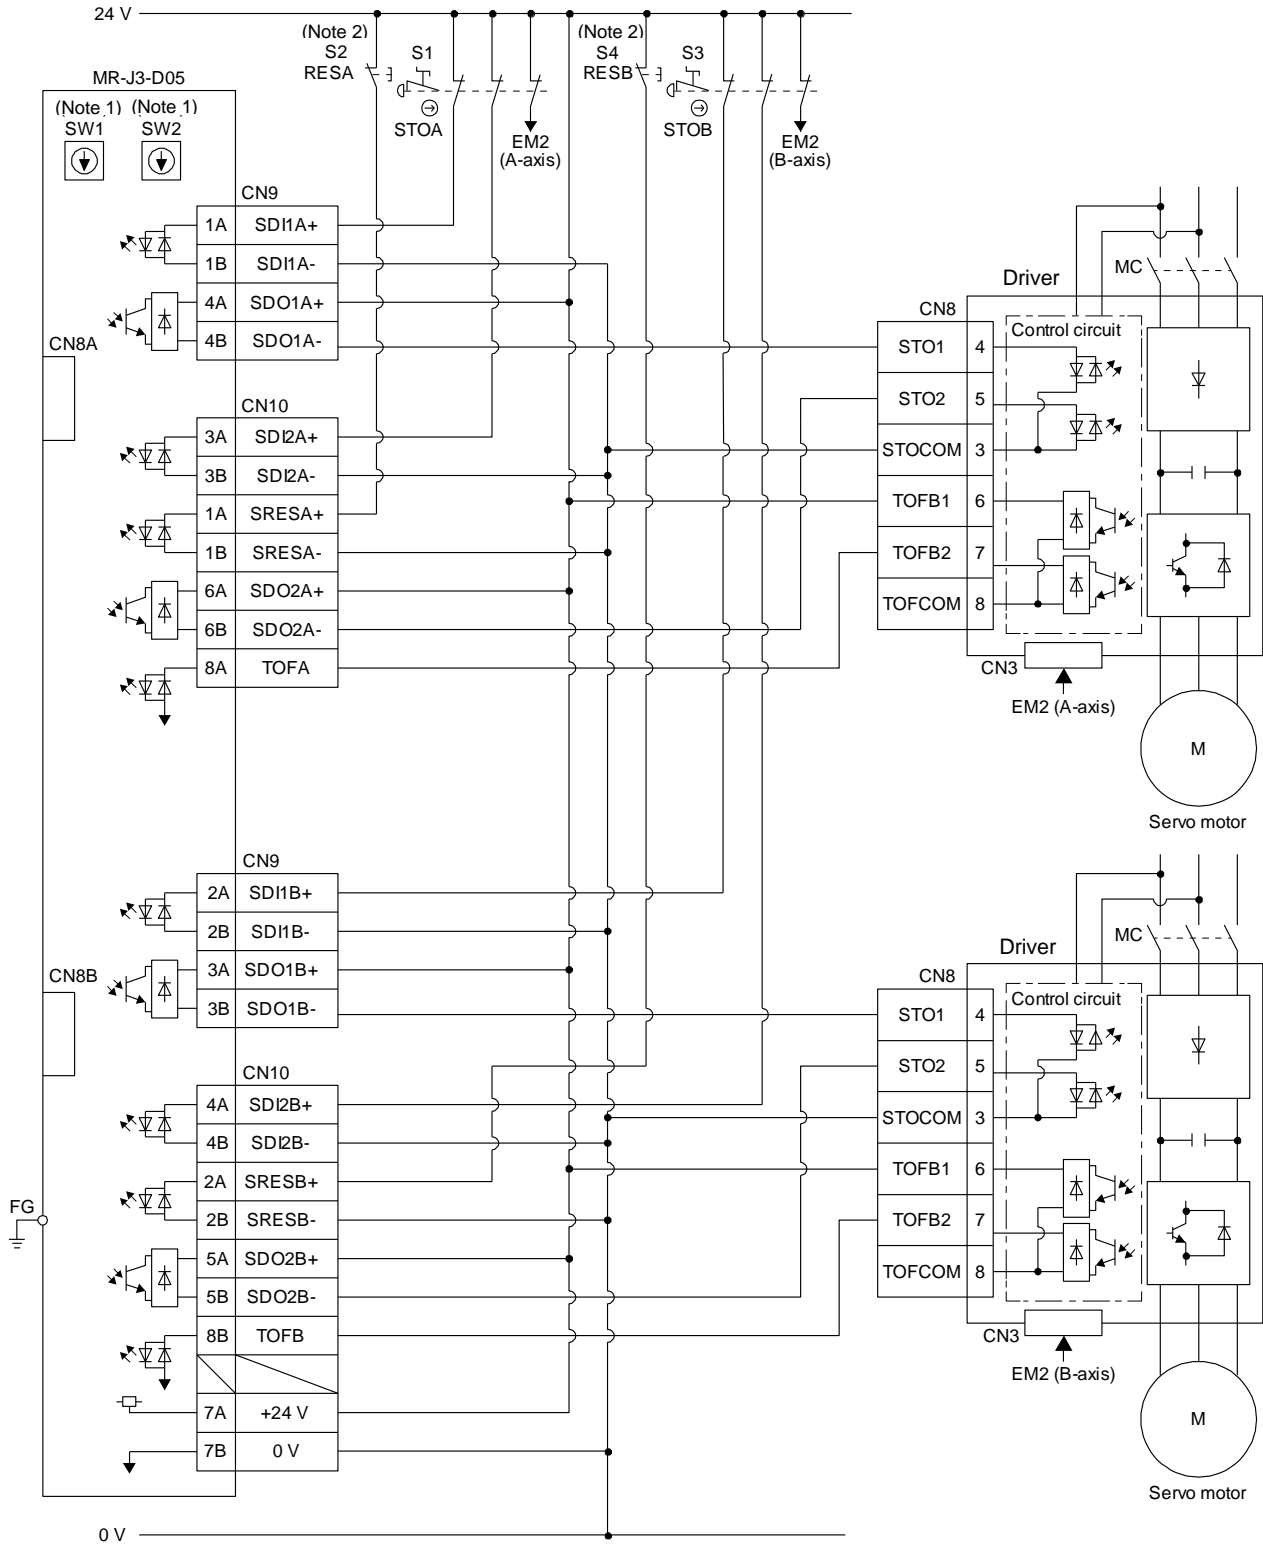 24 V
(Note 2)
S2
RESA
S1
STOA
EM2
(A-axis)
(Note 2)
S4
RESB
S3
STOB
EM2
(B-axis)
MR-J3-D05
(Note 1)
SW1
(Note 1)
SW2
CN9
1A SDI1A+
1B SDI1A-
4A SDO1A+
4B SDO1A-
CN8A
CN10
3A SDI2A+
3B SDI2A-
1A SRESA+
1B SRESA-
6A SDO2A+
6B SDO2A-
8A TOFA
MC
Driver
CN8
Control circuit
STO1 4
STO2 5
STOCOM 3
TOFB1 6
TOFB2 7
TOFCOM 8
CN3
EM2 (A-axis)
M
Servo motor
CN9
2A SDI1B+
2B SDI1B-
3A SDO1B+
3B SDO1B-
CN8B
CN10
4A SDI2B+
4B SDI2B-
2A SRESB+
2B SRESB-
5A SDO2B+
5B SDO2B-
8B TOFB
7A +24 V
7B 0 V
FG
MC
Driver
CN8
Control circuit
STO1 4
STO2 5
STOCOM 3
TOFB1 6
TOFB2 7
TOFCOM 8
CN3
EM2 (B-axis)
M
Servo motor
0 V